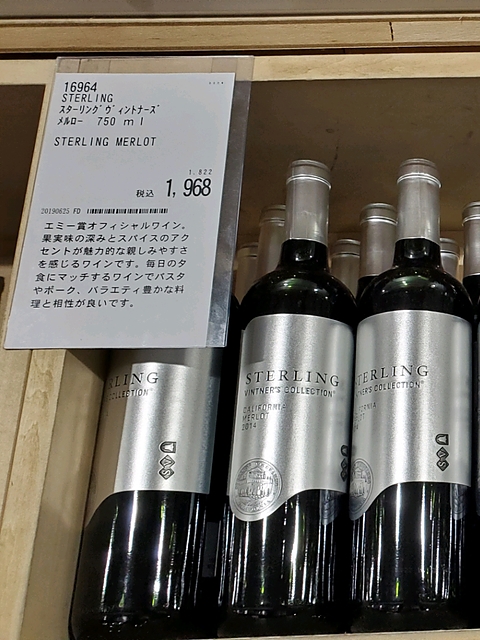 16964
STERLING
スターリングヴィントナーズ
メルロー 750 ml
STERLING MERLOT
1,822
税込 1,968
20190625 FD
エミー賞オフィシャルワイン。
果実味の深みとスパイスのアク
セントが魅力的な親しみやすさ
を感じるワインです。毎日の夕
食にマッチするワインでパスタ
やポーク、バラエティ豊かな料
理と相性が良いです。
RLING
COLLECTION
STERLING
VINTNER'S COLLECTION
CALIFORNIA
MERLOT
2014
STERLING
TNER'S COLLECTION